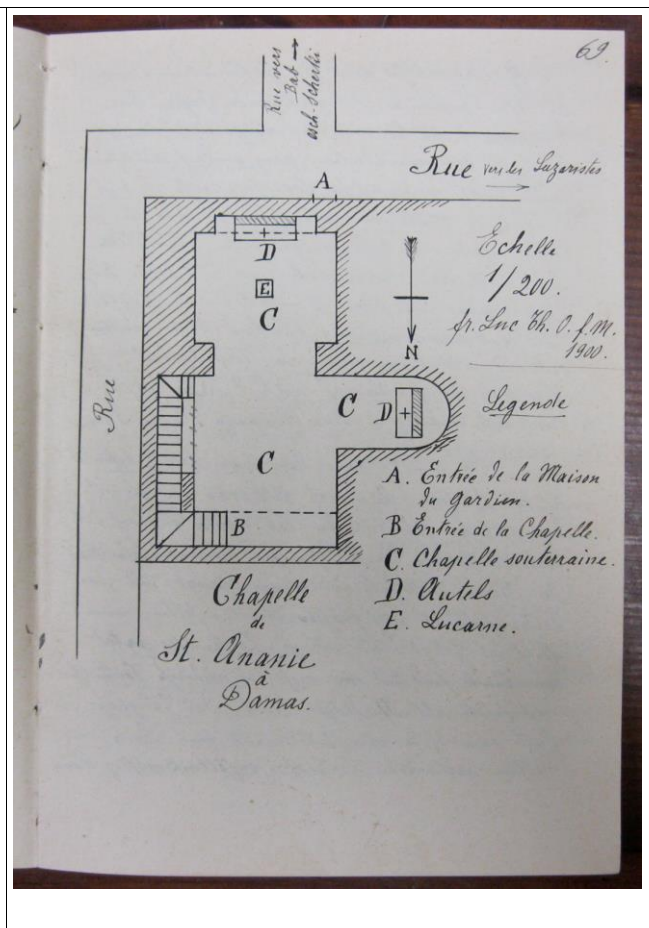 69.
Rue vers
Bab →
esch-Scherki
Rue vers les Lazaristes
A
D
E
C
Echelle
1/200.
fr. Luc Th. O. f. M.
1900.
N
Rue
C
D
C
B
Legende
A. Entrée de la Maison
du gardien.
B Entrée de la Chapelle.
C. Chapelle souterraine.
D. Autels
E. Lucarne.
Chapelle
de
St. Ananie
à
Damas.